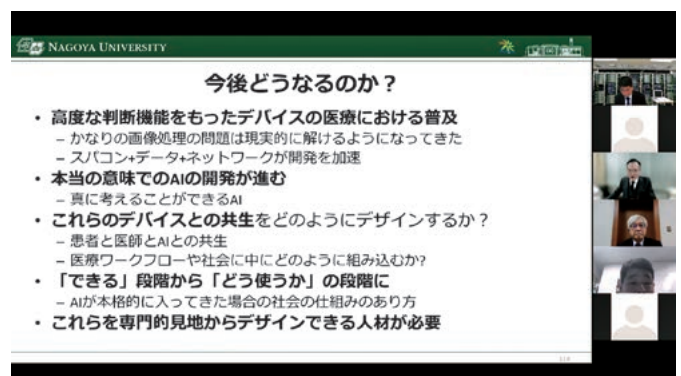 NAGOYA UNIVERSITY
今後どうなるのか？
• 高度な判断機能をもったデバイスの医療における普及
– かなりの画像処理の問題は現実的に解けるようになってきた
– スパコン+データ+ネットワークが開発を加速
• 本当の意味でのAIの開発が進む
– 真に考えることができるAI
• これらのデバイスとの共生をどのようにデザインするか？
– 患者と医師とAIとの共生
– 医療ワークフローや社会に中にどのように組み込むか?
• 「できる」段階から「どう使うか」の段階に
– AIが本格的に入ってきた場合の社会の仕組みのあり方
• これらを専門的見地からデザインできる人材が必要